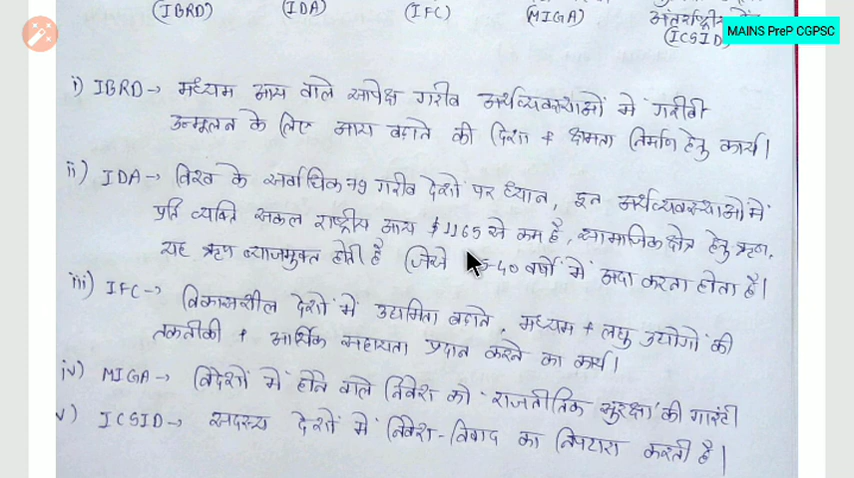 (IBRD) (IDA) (IFC) (MIGA) अंतर्राष्ट्रीय
(ICSID)
MAINS PreP CGPSC
i) IBRD→ मध्यम आय वाले सापेक्ष गरीब अर्थव्यवस्थाओं में गरीबी
उन्मूलन के लिए आय बढ़ाने की दिशा + क्षमता निर्माण हेतु कार्य।
ii) IDA→ विश्व के सर्वाधिक 79 गरीब देशों पर ध्यान, इन अर्थव्यवस्थाओं में
प्रति व्यक्ति सकल राष्ट्रीय आय $1165 से कम है, सामाजिक क्षेत्र हेतु ऋण,
यह ऋण ब्याजमुक्त होती है (जिसे -40 वर्षों में अदा करना होता है।
iii) IFC→ विकासशील देशों में उद्यमिता बढ़ाने, मध्यम + लघु उद्योगों की
तकनीकी + आर्थिक सहायता प्रदान करने का कार्य।
iv) MIGA→ विदेशों में होने वाले निवेश को 'राजनीतिक सुरक्षा' की गारंटी
v) ICSID→ सदस्य देशों में निवेश-विवाद का निपटारा करती है।